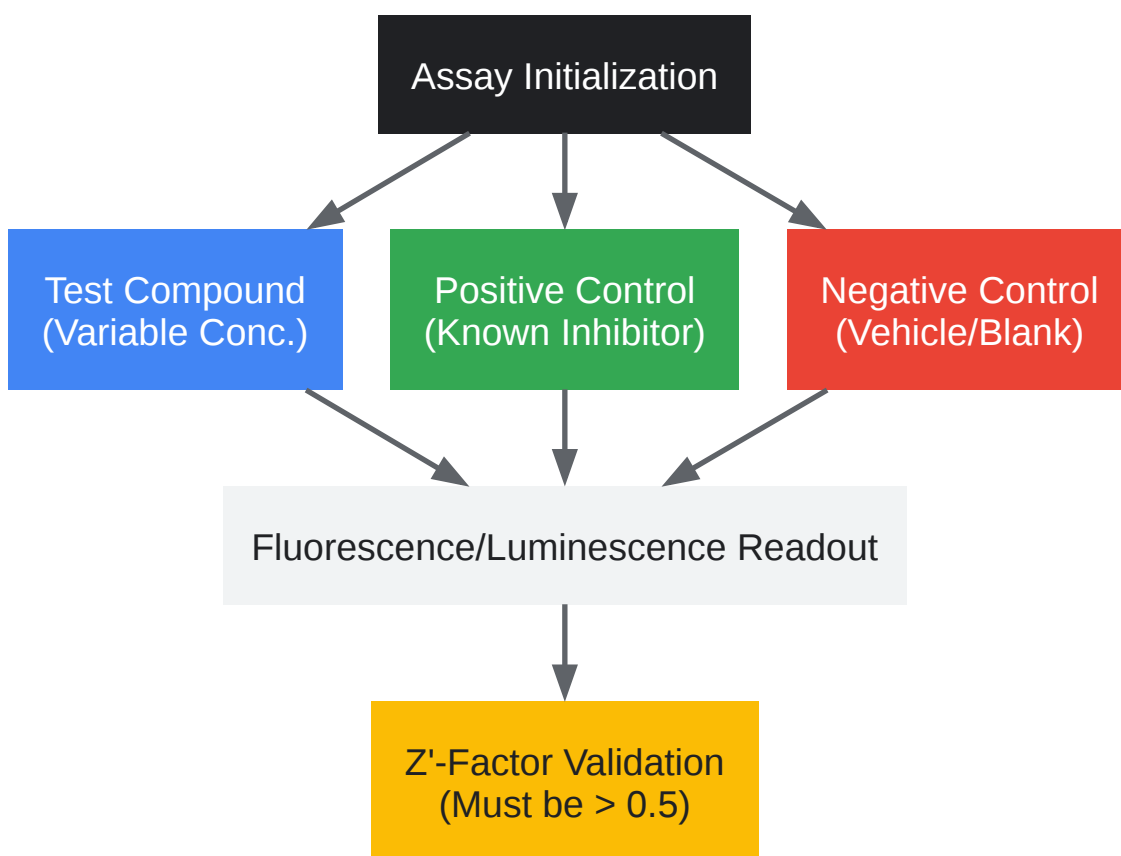 Assay Initialization
Test Compound
(Variable Conc.)
Positive Control
(Known Inhibitor)
Negative Control
(Vehicle/Blank)
Fluorescence/Luminescence Readout
Z'-Factor Validation
(Must be > 0.5)